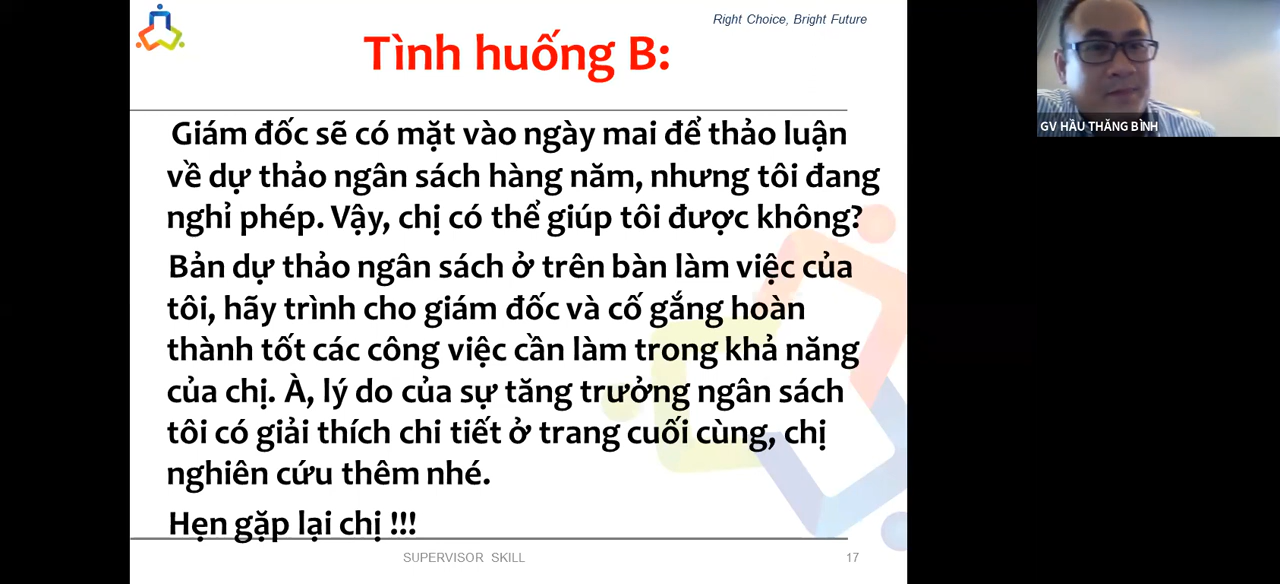 Right Choice, Bright Future
Tình huống B:
GV HẦU THĂNG BÌNH
Giám đốc sẽ có mặt vào ngày mai để thảo luận
về dự thảo ngân sách hàng năm, nhưng tôi đang
nghỉ phép. Vậy, chị có thể giúp tôi được không?
Bản dự thảo ngân sách ở trên bàn làm việc của
tôi, hãy trình cho giám đốc và cố gắng hoàn
thành tốt các công việc cần làm trong khả năng
của chị. À, lý do của sự tăng trưởng ngân sách
tôi có giải thích chi tiết ở trang cuối cùng, chị
nghiên cứu thêm nhé.
Hẹn gặp lại chị !!!
SUPERVISOR SKILL
17